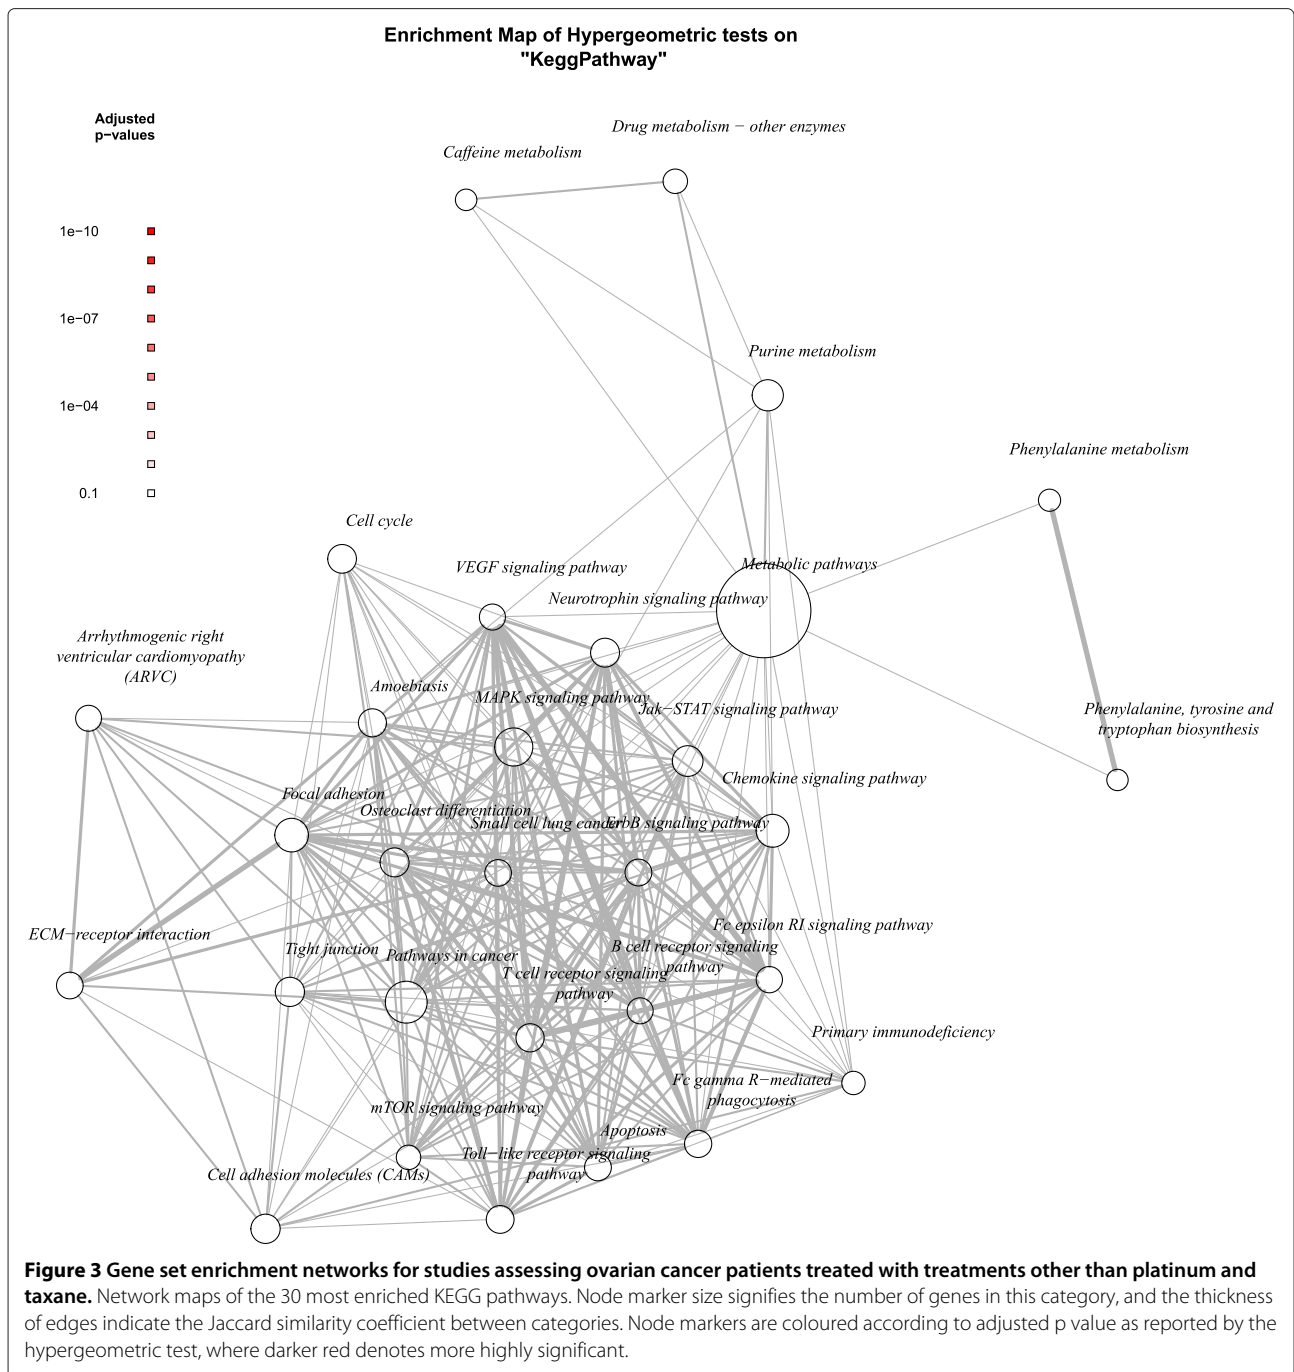 Enrichment Map of Hypergeometric tests on
"KeggPathway"
Adjusted
p−values
1e−10
1e−07
1e−04
0.1
Drug metabolism − other enzymes
Caffeine metabolism
Purine metabolism
Phenylalanine metabolism
Cell cycle
VEGF signaling pathway
Metabolic pathways
Neurotrophin signaling pathway
Arrhythmogenic right
ventricular cardiomyopathy
(ARVC)
Amoebiasis
MAPK signaling pathway
Jak−STAT signaling pathway
Phenylalanine, tyrosine and
tryptophan biosynthesis
Chemokine signaling pathway
Focal adhesion
Osteoclast differentiation
Small cell lung cancer
ErbB signaling pathway
ECM−receptor interaction
Fc epsilon RI signaling pathway
Tight junction
Pathways in cancer
B cell receptor signaling
pathway
T cell receptor signaling
pathway
Primary immunodeficiency
Fc gamma R−mediated
phagocytosis
mTOR signaling pathway
Apoptosis
Toll−like receptor signaling
pathway
Cell adhesion molecules (CAMs)
Figure 3 Gene set enrichment networks for studies assessing ovarian cancer patients treated with treatments other than platinum and
taxane. Network maps of the 30 most enriched KEGG pathways. Node marker size signifies the number of genes in this category, and the thickness
of edges indicate the Jaccard similarity coefficient between categories. Node markers are coloured according to adjusted p value as reported by the
hypergeometric test, where darker red denotes more highly significant.